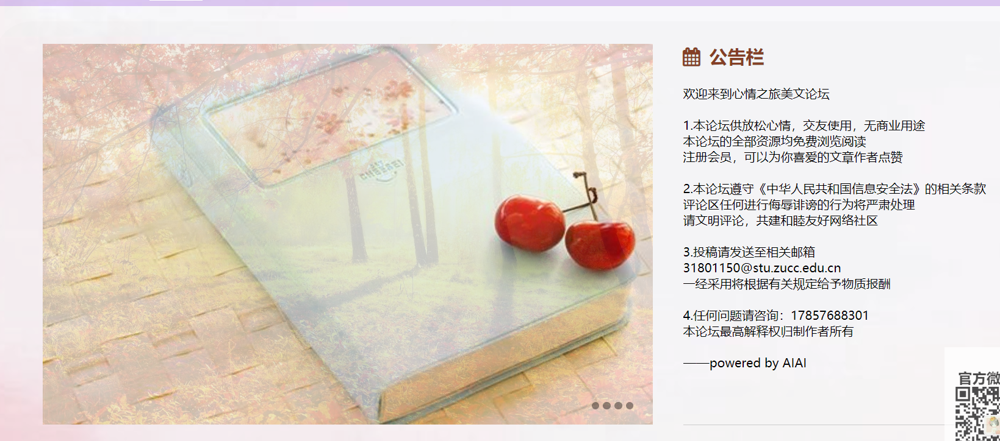 公告栏
欢迎来到心情之旅美文论坛
1.本论坛供放松心情，交友使用，无商业用途
本论坛的全部资源均免费浏览阅读
注册会员，可以为你喜爱的文章作者点赞
2.本论坛遵守《中华人民共和国信息安全法》的相关条款
评论区任何进行侮辱诽谤的行为将严肃处理
请文明评论，共建和睦友好网络社区
3.投稿请发送至相关邮箱
31801150@stu.zucc.edu.cn
一经采用将根据有关规定给予物质报酬
4.任何问题请咨询：17857688301
本论坛最高解释权归制作者所有
——powered by AIAI
官方微